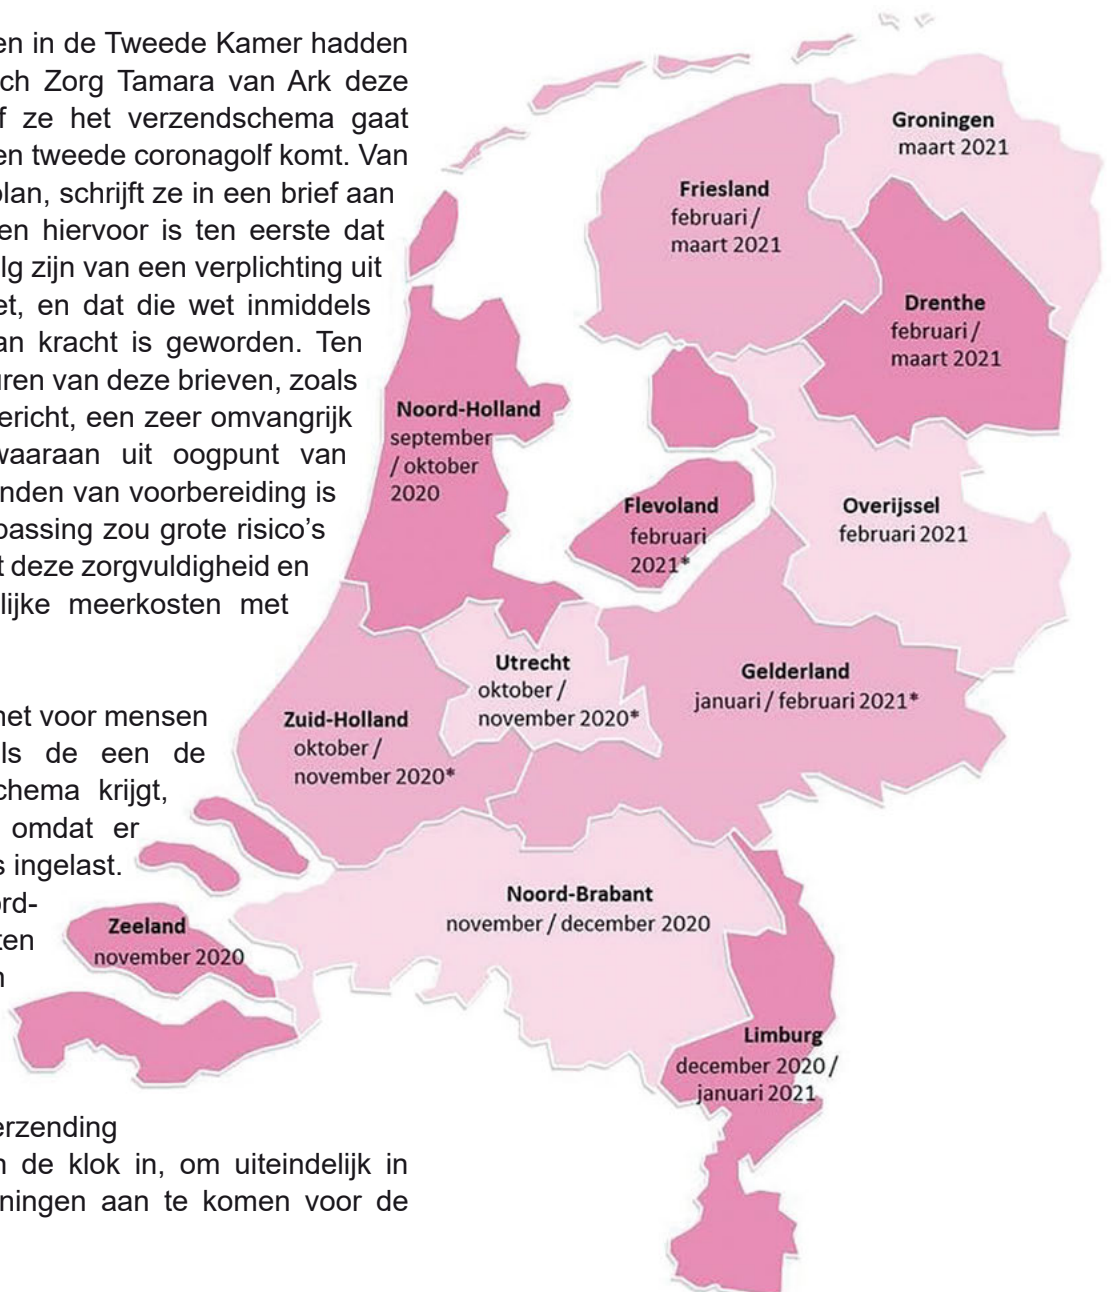 en in de Tweede Kamer hadden
ch Zorg Tamara van Ark deze
f ze het verzendschema gaat
en tweede coronagolf komt. Van
plan, schrijft ze in een brief aan
en hiervoor is ten eerste dat
lg zijn van een verplichting uit
et, en dat die wet inmiddels
an kracht is geworden. Ten
uren van deze brieven, zoals
ericht, een zeer omvangrijk
waaraan uit oogpunt van
nden van voorbereiding is
passing zou grote risico's
t deze zorgvuldigheid en
lijke meerkosten met
net voor mensen
ls de een de
chema krijgt,
omdat er
s ingelast.
ord-
ten
n
erzending
n de klok in, om uiteindelijk in
ningen aan te komen voor de
Groningen
maart 2021
Friesland
februari /
maart 2021
Drenthe
februari /
maart 2021
Noord-Holland
september
/ oktober
2020
Flevoland
februari
2021*
Overijssel
februari 2021
Utrecht
oktober /
november 2020*
Gelderland
januari / februari 2021*
Zuid-Holland
oktober /
november 2020*
Noord-Brabant
november / december 2020
Zeeland
november 2020
Limburg
december 2020 /
januari 2021